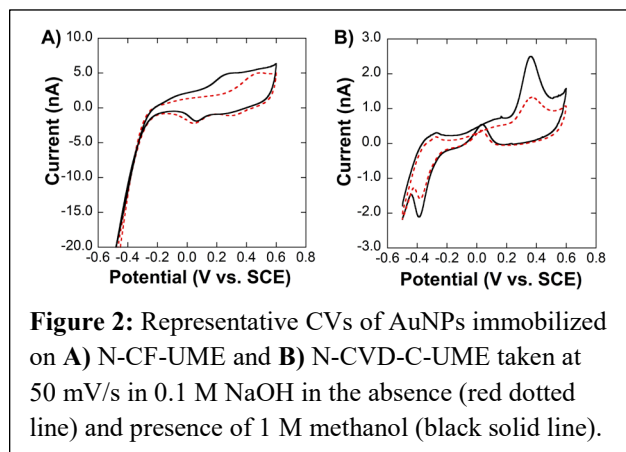 A)
10.0
5.0
0.0
-5.0
-10.0
-15.0
-20.0
Current (nA)
-0.6 -0.4 -0.2 0.0 0.2 0.4 0.6 0.8
Potential (V vs. SCE)
B)
3.0
2.0
1.0
0.0
-1.0
-2.0
-3.0
Current (nA)
-0.6 -0.4 -0.2 0.0 0.2 0.4 0.6 0.8
Potential (V vs. SCE)
Figure 2: Representative CVs of AuNPs immobilized
on A) N-CF-UME and B) N-CVD-C-UME taken at
50 mV/s in 0.1 M NaOH in the absence (red dotted
line) and presence of 1 M methanol (black solid line).